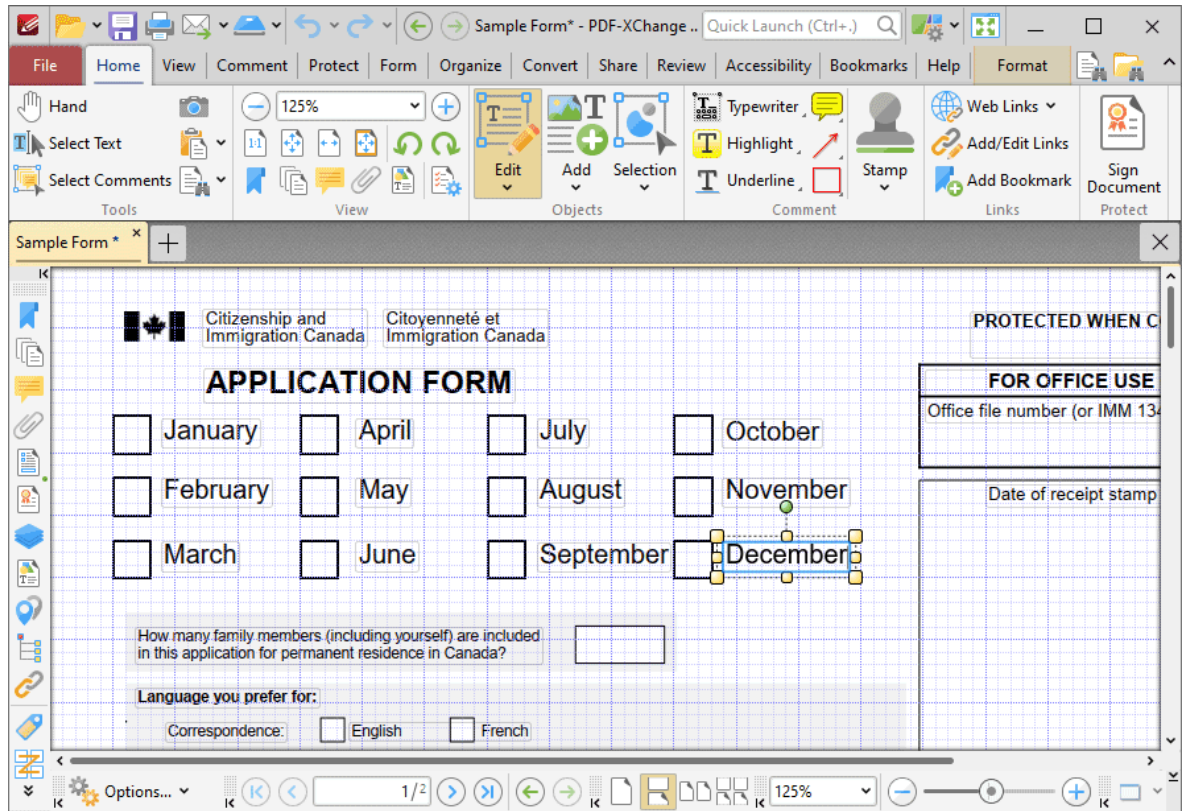 Sample Form* - PDF-XChange ..
Quick Launch (Ctrl+.)
File Home View Comment Protect Form Organize Convert Share Review Accessibility Bookmarks Help Format
Hand
125%
Typewriter
Web Links
Select Text
1:1
Highlight
Add/Edit Links
Select Comments
Edit
Add
Selection
Underline
Stamp
Add Bookmark
Sign
Document
Tools
View
Objects
Comment
Links
Protect
Sample Form *
Citizenship and
Immigration Canada
Citoyenneté et
Immigration Canada
PROTECTED WHEN C
APPLICATION FORM
FOR OFFICE USE
Office file number (or IMM 134
January April July October
February May August November
Date of receipt stamp
March June September December
How many family members (including yourself) are included
in this application for permanent residence in Canada?
Language you prefer for:
Correspondence: English French
Options...
1/2
125%